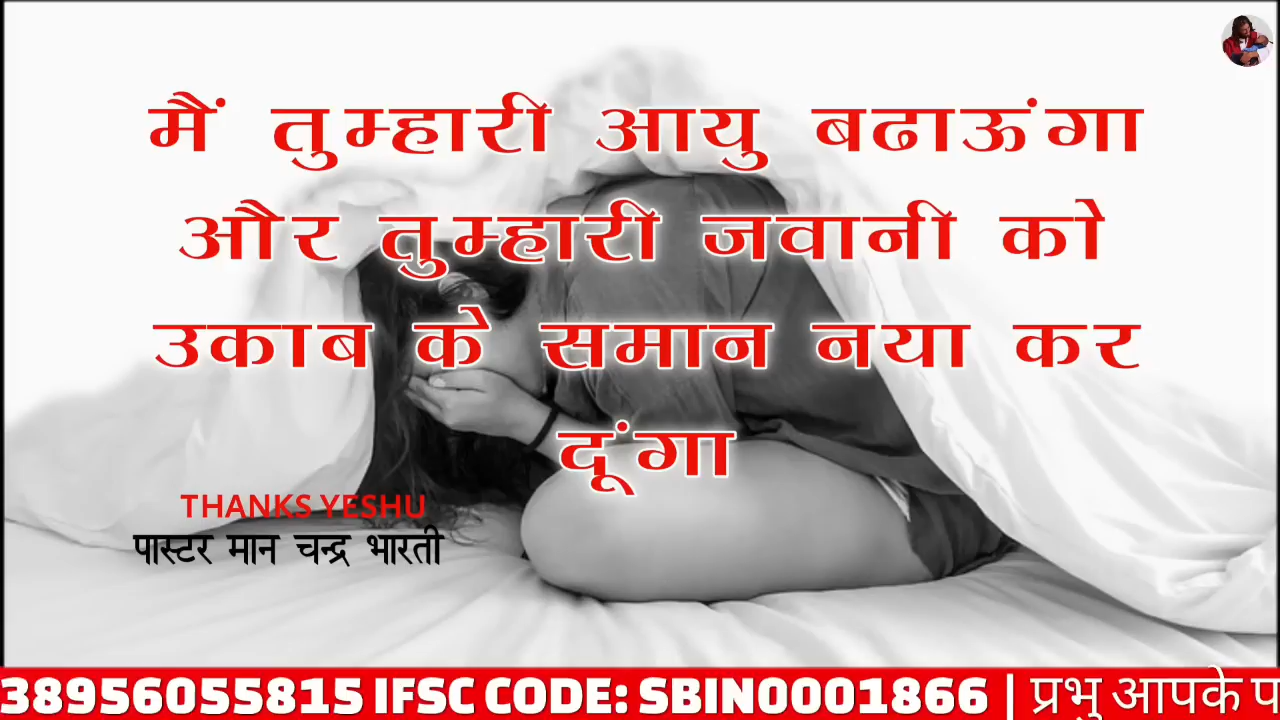 मैं तुम्हारी आयु बढाऊंगा
और तुम्हारी जवानी को
उकाब के समान नया कर
दूंगा
THANKS YESHU
पास्टर मान चन्द्र भारती
38956055815 IFSC CODE: SBIN0001866 | प्रभु आपके प